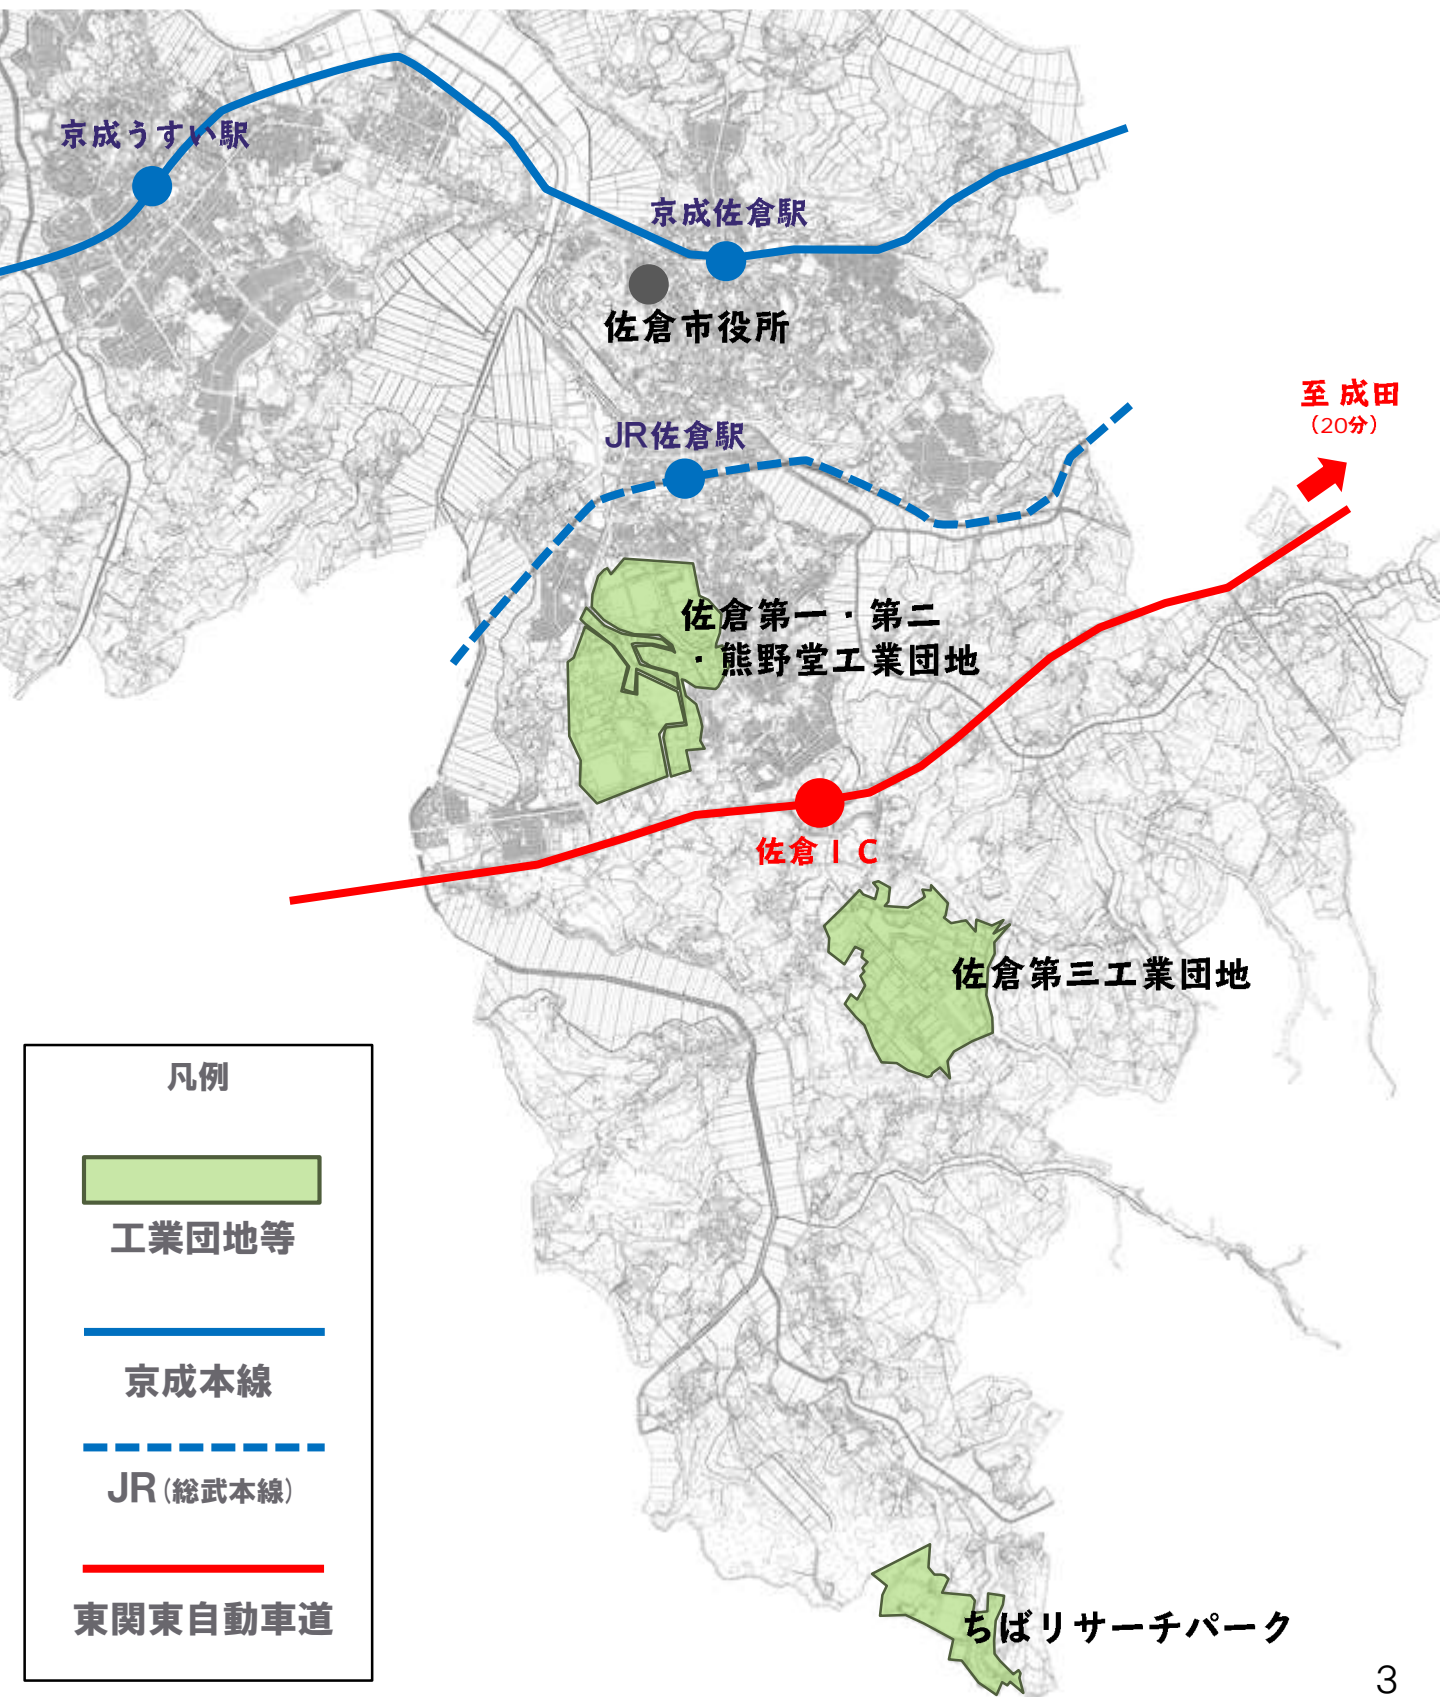 京成うすい駅
京成佐倉駅
佐倉市役所
至 成田
（20分）
JR佐倉駅
佐倉第一・第二
・熊野堂工業団地
佐倉ＩＣ
佐倉第三工業団地
凡例
工業団地等
京成本線
JR（総武本線）
東関東自動車道
ちばリサーチパーク
3